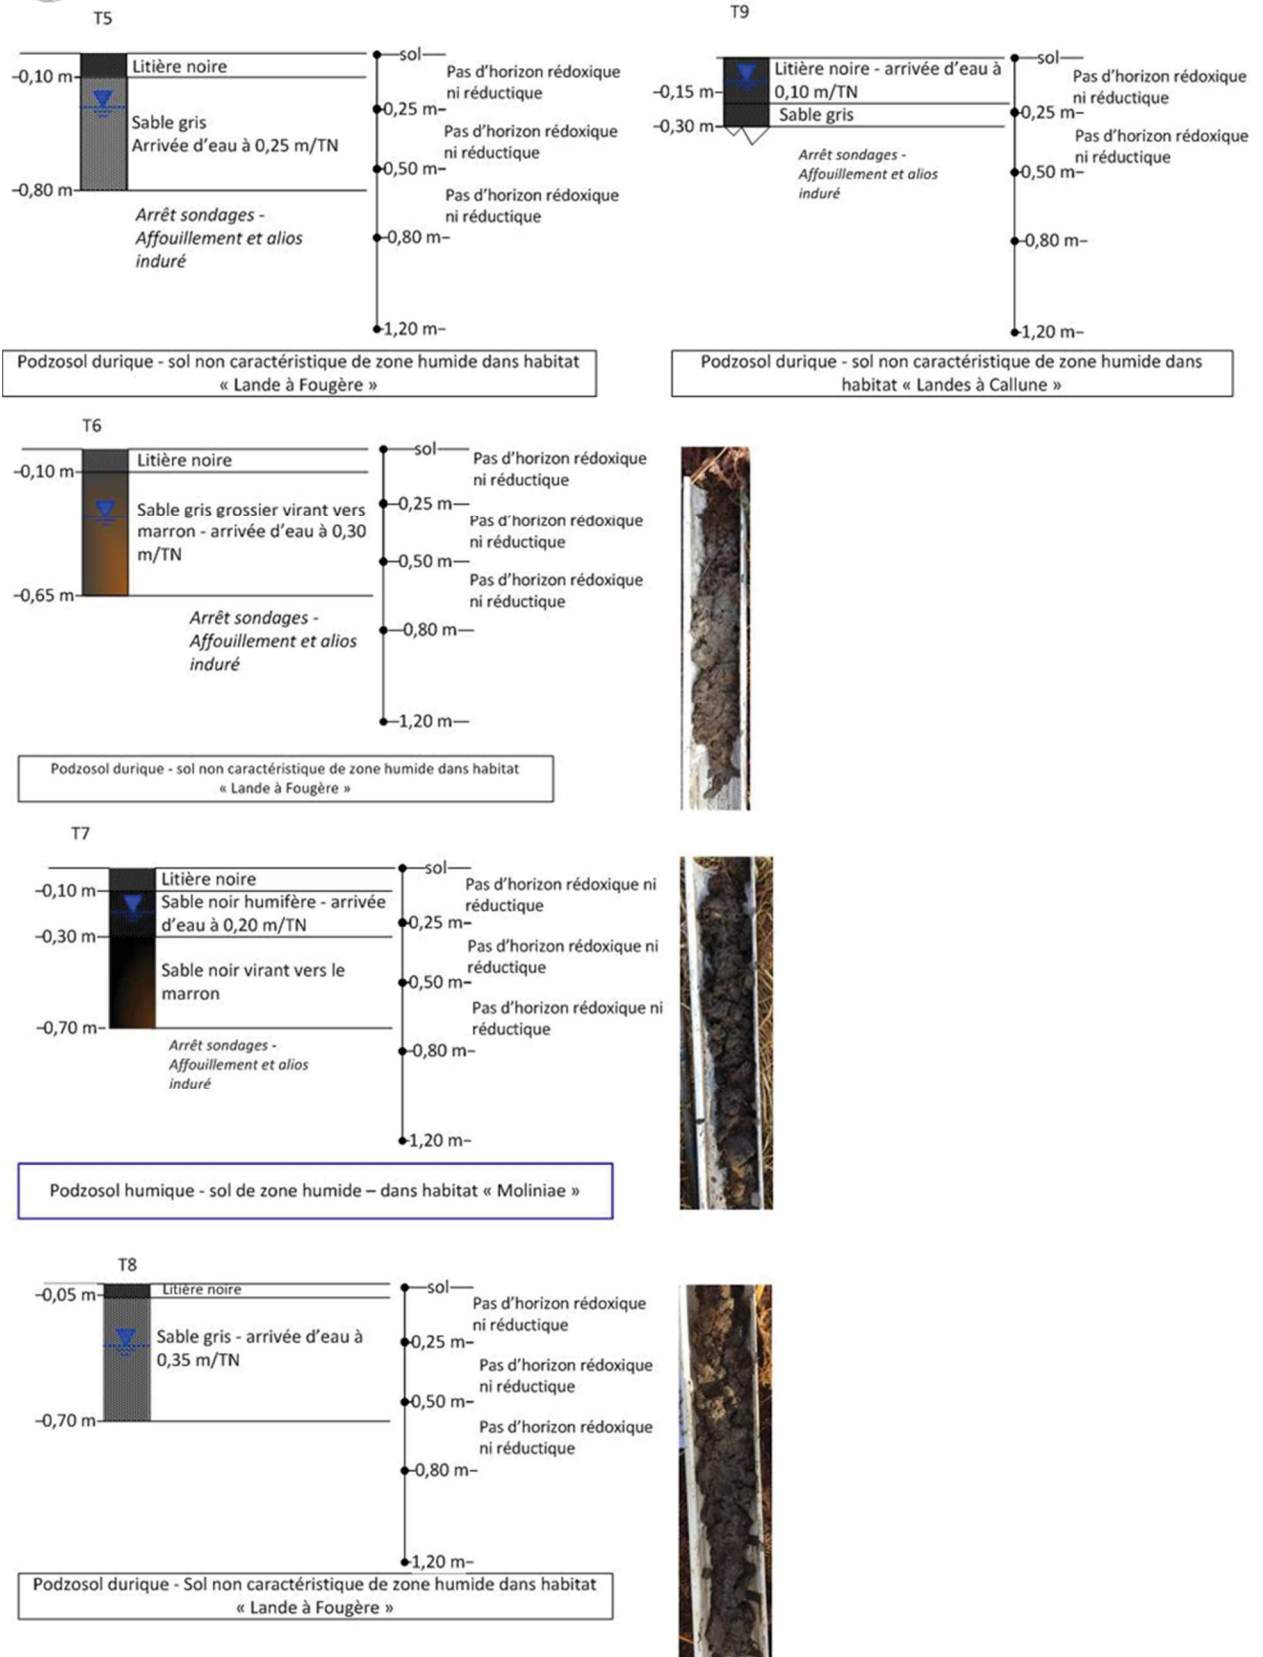 T5
Litière noire
-0,10 m
Sable gris
Arrivée d'eau à 0,25 m/TN
-0,80 m
Arrêt sondages -
Affouillement et alios
induré
sol
Pas d'horizon rédoxique
ni réductique
0,25 m
Pas d'horizon rédoxique
ni réductique
0,50 m
Pas d'horizon rédoxique
ni réductique
0,80 m
1,20 m
Podzosol durique - sol non caractéristique de zone humide dans habitat
« Lande à Fougère »
T9
Litière noire - arrivée d'eau à
0,10 m/TN
-0,15 m
Sable gris
-0,30 m
Arrêt sondages -
Affouillement et alios
induré
sol
Pas d'horizon rédoxique
ni réductique
0,25 m
Pas d'horizon rédoxique
ni réductique
0,50 m
0,80 m
1,20 m
Podzosol durique - sol non caractéristique de zone humide dans
habitat « Landes à Callune »
T6
Litière noire
-0,10 m
Sable gris grossier virant vers
marron - arrivée d'eau à 0,30
m/TN
-0,65 m
Arrêt sondages -
Affouillement et alios
induré
sol
Pas d'horizon rédoxique
ni réductique
0,25 m
Pas d'horizon rédoxique
ni réductique
0,50 m
Pas d'horizon rédoxique
ni réductique
0,80 m
1,20 m
Podzosol durique - sol non caractéristique de zone humide dans habitat
« Lande à Fougère »
T7
Litière noire
-0,10 m
Sable noir humifère - arrivée
d'eau à 0,20 m/TN
-0,30 m
Sable noir virant vers le
marron
-0,70 m
Arrêt sondages -
Affouillement et alios
induré
sol
Pas d'horizon rédoxique ni
réductique
0,25 m
Pas d'horizon rédoxique ni
réductique
0,50 m
Pas d'horizon rédoxique ni
réductique
0,80 m
1,20 m
Podzosol humique - sol de zone humide – dans habitat « Moliniae »
T8
Litière noire
-0,05 m
Sable gris - arrivée d'eau à
0,35 m/TN
-0,70 m
sol
Pas d'horizon rédoxique
ni réductique
0,25 m
Pas d'horizon rédoxique
ni réductique
0,50 m
Pas d'horizon rédoxique
ni réductique
0,80 m
1,20 m
Podzosol durique - Sol non caractéristique de zone humide dans habitat
« Lande à Fougère »